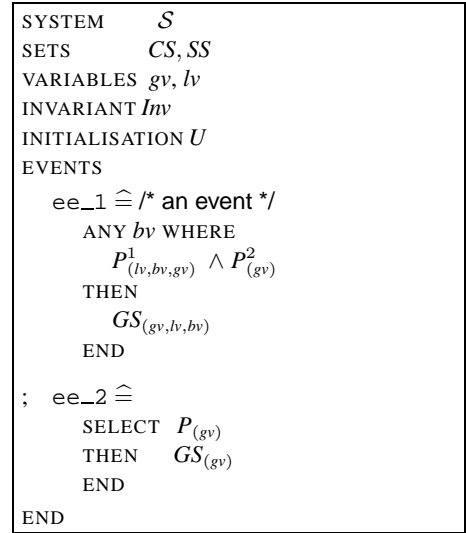 SYSTEM 𝒮
SETS CS, SS
VARIABLES gv, lv
INVARIANT Inv
INITIALISATION U
EVENTS
ee_1 ≙ /* an event */
ANY bv WHERE
P¹₍lv,bv,gv₎ ∧ P²₍gv₎
THEN
GS₍gv,lv,bv₎
END
; ee_2 ≙
SELECT P₍gv₎
THEN GS₍gv₎
END
END